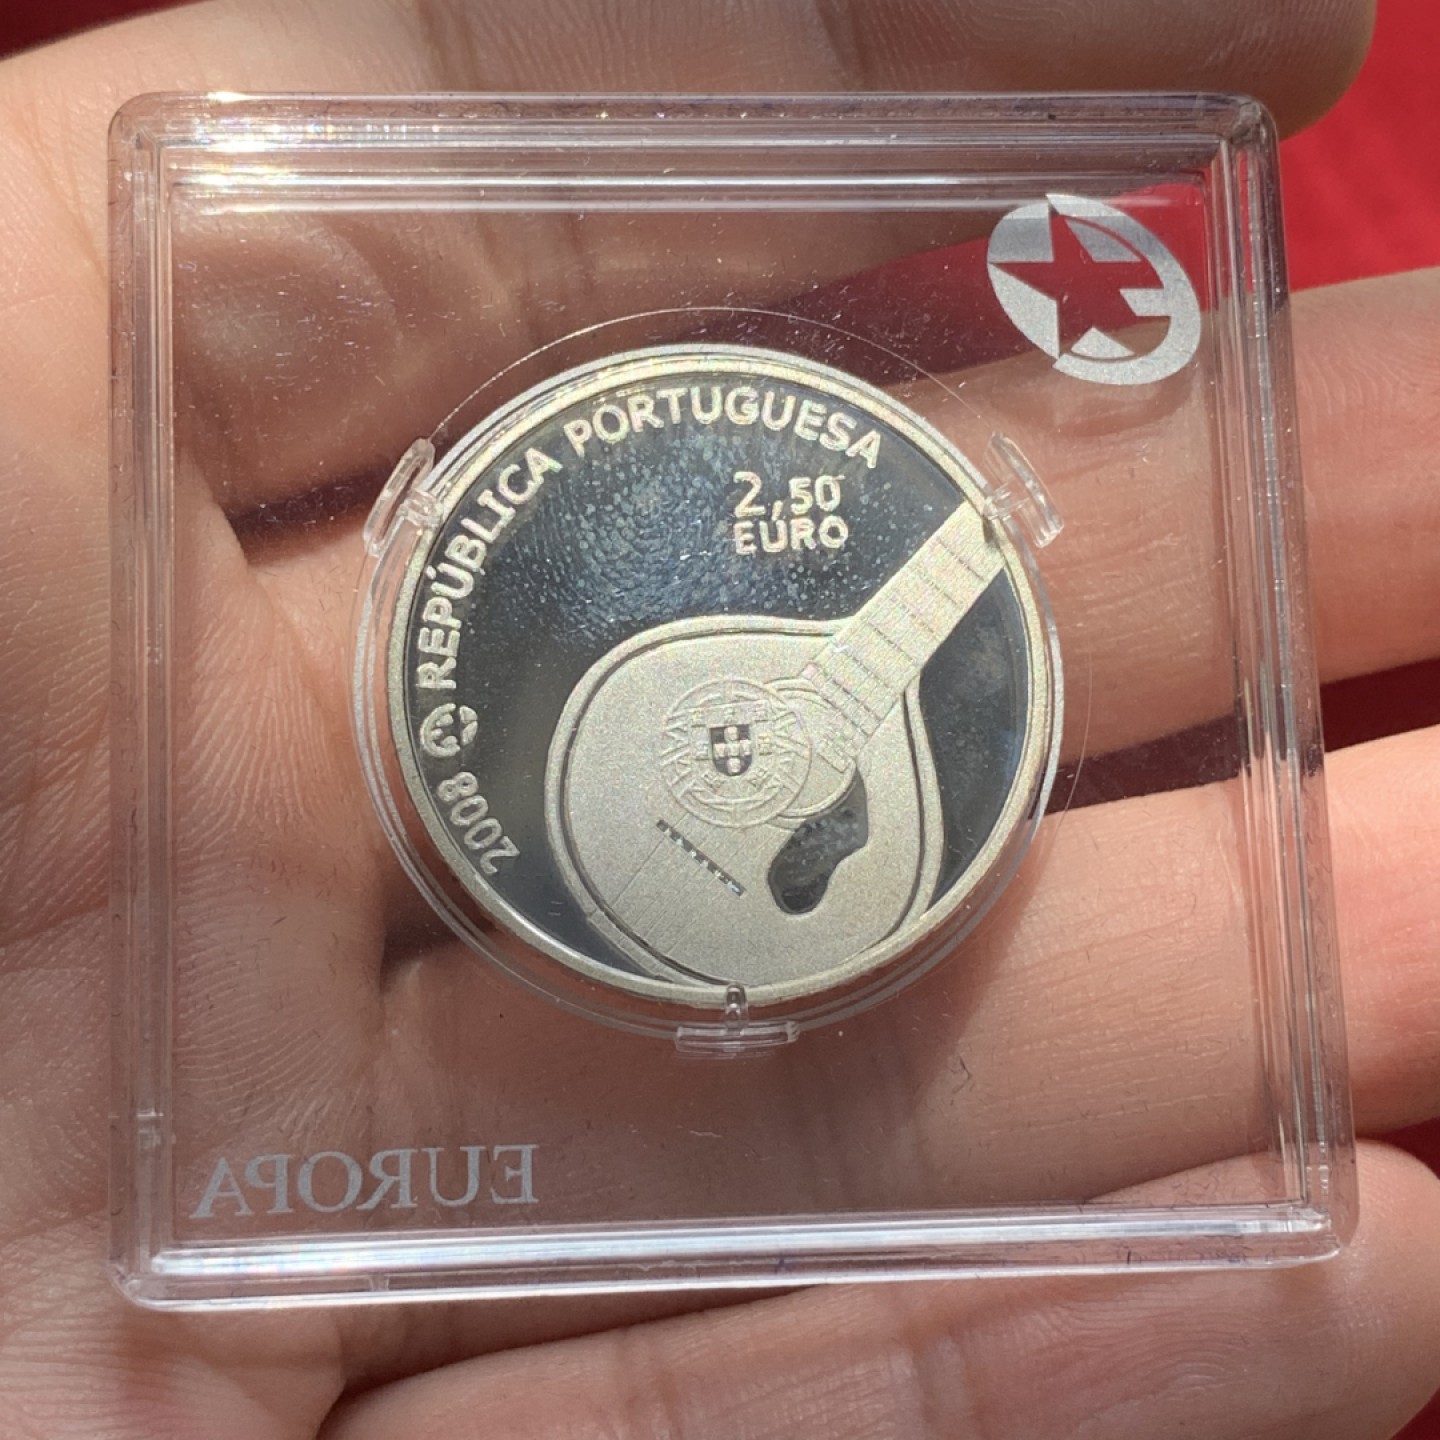 2008 REPÚBLICA PORTUGUESA
2,50
EURO
EUROPA